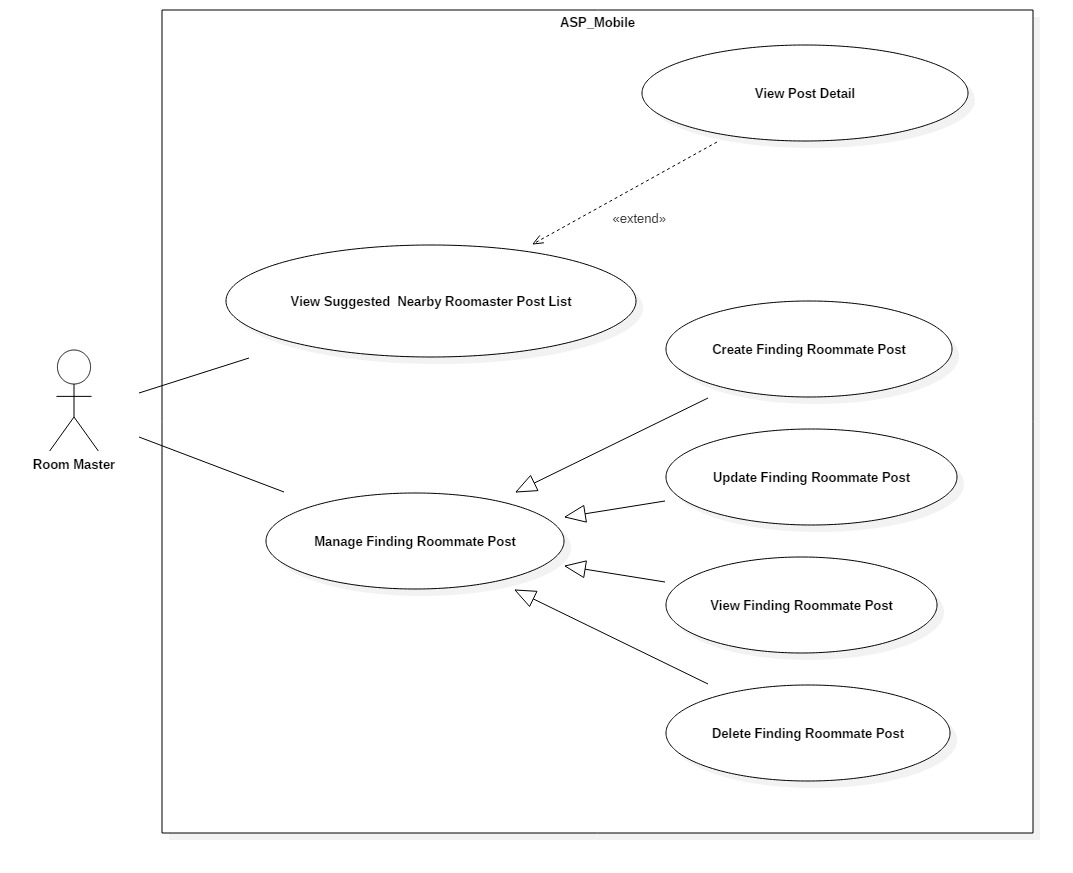 ASP_Mobile
View Post Detail
«extend»
View Suggested  Nearby Roomaster Post List
Create Finding Roommate Post
Room Master
Update Finding Roommate Post
Manage Finding Roommate Post
View Finding Roommate Post
Delete Finding Roommate Post